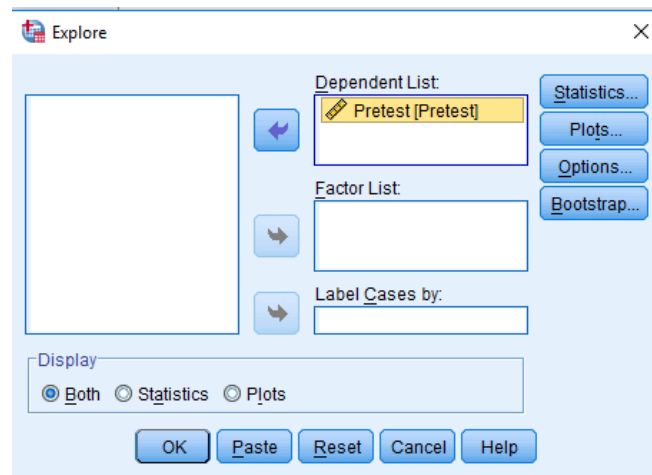 Explore
Dependent List:
Pretest [Pretest]
Factor List:
Label Cases by:
Statistics...
Plots...
Options...
Bootstrap...
Display
Both Statistics Plots
OK Paste Reset Cancel Help